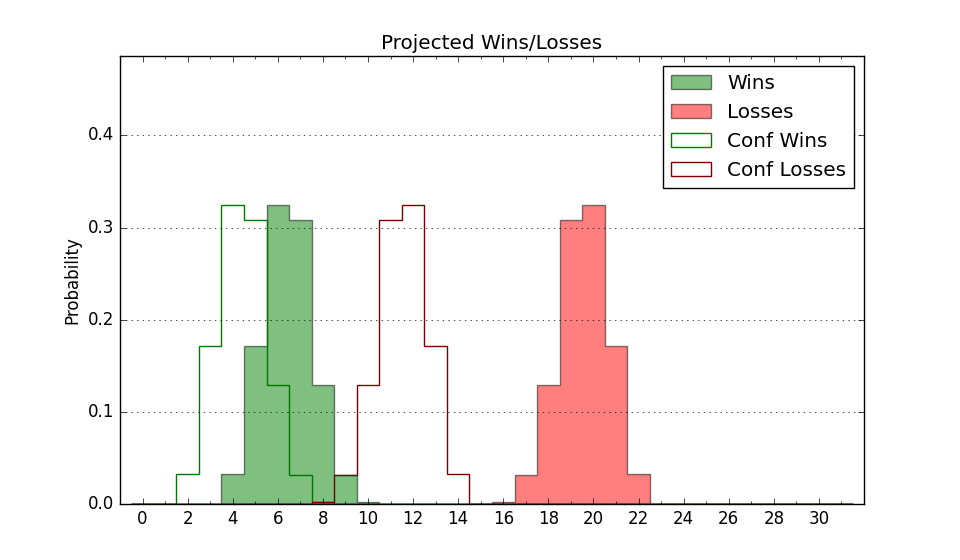 Projected Wins/Losses
Wins
Losses
Conf Wins
Conf Losses
Probability
0.4
0.3
0.2
0.1
0.0
0 2 4 6 8 10 12 14 16 18 20 22 24 26 28 30